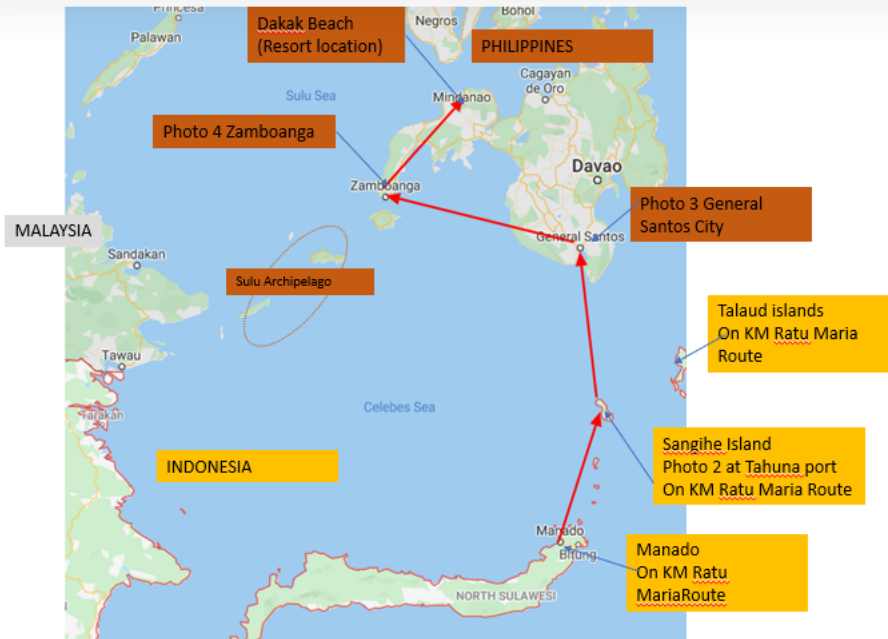 Princesa
Palawan
Dakak Beach
(Resort location)
Negros
Bohol
PHILIPPINES
Cagayan
de Oro
Sulu Sea
Mindanao
Photo 4 Zamboanga
Davao
Zamboanga
Photo 3 General
Santos City
MALAYSIA
General Santos
Sandakan
Sulu Archipelago
Talaud islands
On KM Ratu Maria
Route
Tawau
Celebes Sea
Tarakan
Sangihe Island
Photo 2 at Tahuna port
On KM Ratu Maria Route
INDONESIA
Manado
Bitung
Manado
On KM Ratu
MariaRoute
NORTH SULAWESI